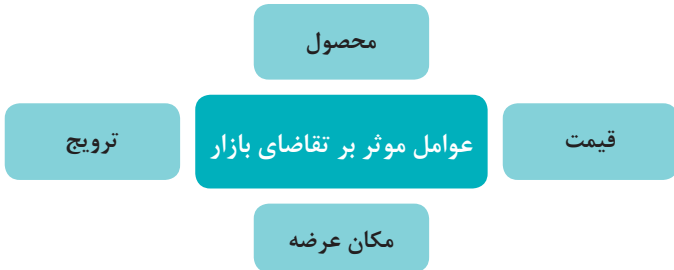 محصول
قیمت
عوامل موثر بر تقاضای بازار
ترویج
مکان عرضه